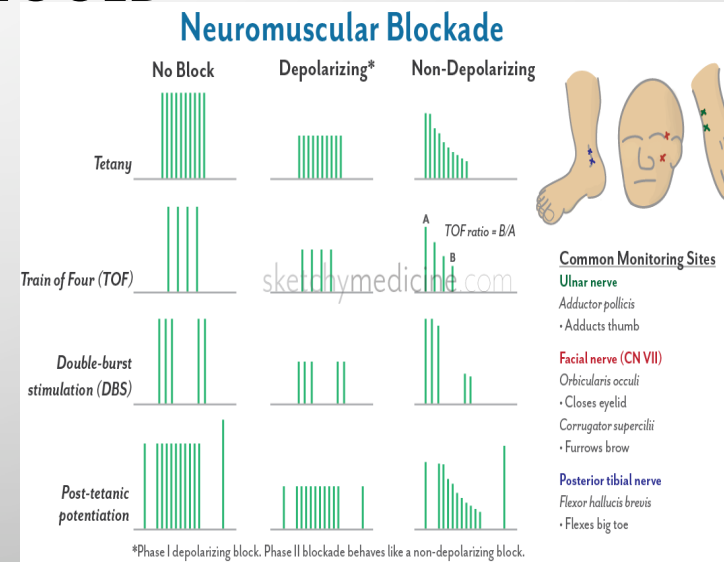 Neuromuscular Blockade
No Block
Depolarizing*
Non-Depolarizing
Tetany
Train of Four (TOF)
A
TOF ratio = B/A
B
sketchymedicine.com
Double-burst
stimulation (DBS)
Post-tetanic
potentiation
Common Monitoring Sites
Ulnar nerve
Adductor pollicis
• Adducts thumb
Facial nerve (CN VII)
Orbicularis occuli
• Closes eyelid
Corrugator supercilii
• Furrows brow
Posterior tibial nerve
Flexor hallucis brevis
• Flexes big toe
*Phase I depolarizing block. Phase II blockade behaves like a non-depolarizing block.